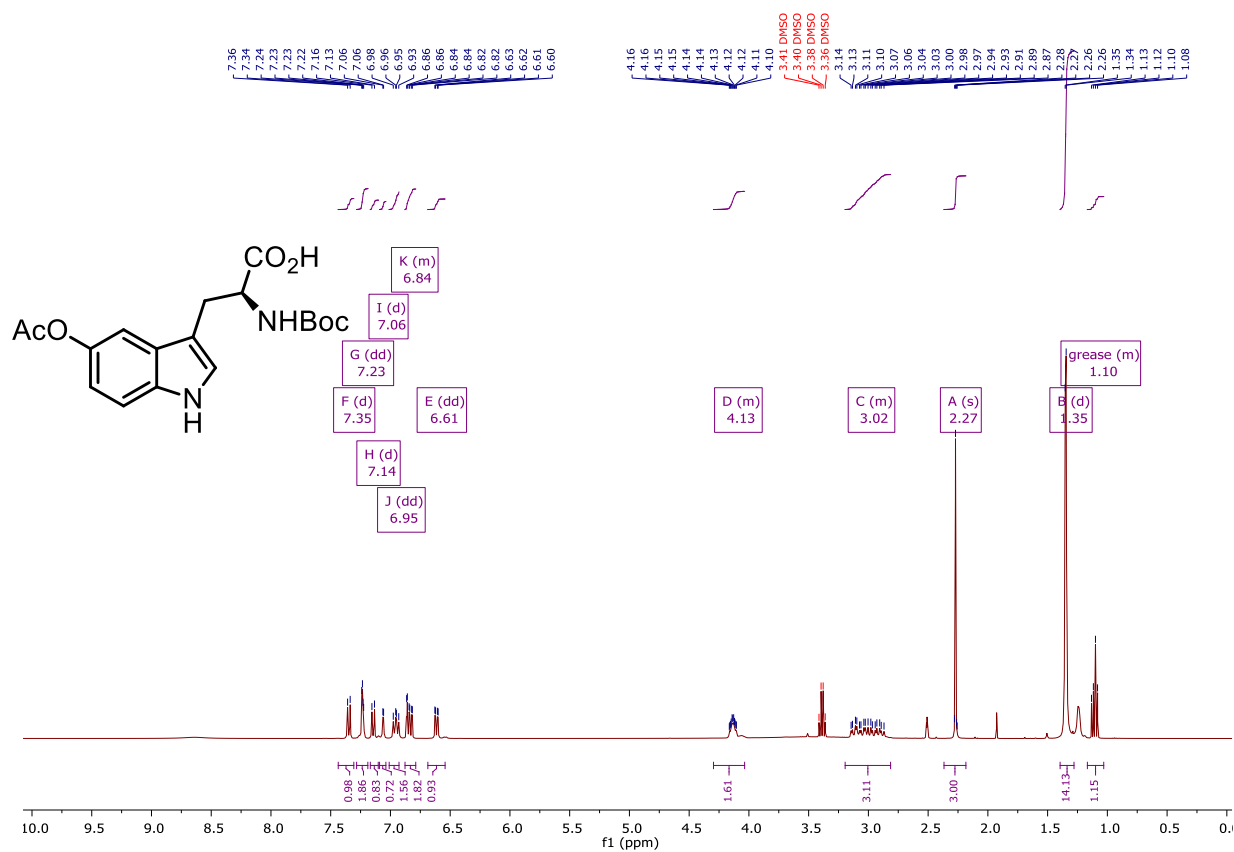 7.36 7.34 7.24 7.23 7.23 7.22 7.16 7.13 7.06 7.06 6.98 6.96 6.95 6.93 6.86 6.86 6.84 6.84 6.82 6.82 6.63 6.62 6.61 6.60 4.16 4.16 4.15 4.15 4.14 4.14 4.13 4.12 4.12 4.11 4.10 3.41 DMSO 3.40 DMSO 3.38 DMSO 3.36 DMSO 3.14 3.13 3.11 3.10 3.07 3.06 3.04 3.03 3.00 2.98 2.97 2.94 2.93 2.91 2.89 2.87 2.28 2.27 2.26 2.26 1.35 1.34 1.13 1.12 1.10 1.08
CO2H
NHBoc
AcO
N
H
K (m)
6.84
I (d)
7.06
G (dd)
7.23
grease (m)
1.10
F (d)
7.35
E (dd)
6.61
D (m)
4.13
C (m)
3.02
A (s)
2.27
B (d)
1.35
H (d)
7.14
J (dd)
6.95
0.98 1.86 0.83 0.72 1.56 1.82 0.93 1.61 3.11 3.00 14.13 1.15
10.0 9.5 9.0 8.5 8.0 7.5 7.0 6.5 6.0 5.5 5.0 4.5 4.0 3.5 3.0 2.5 2.0 1.5 1.0 0.5 0.0
f1 (ppm)